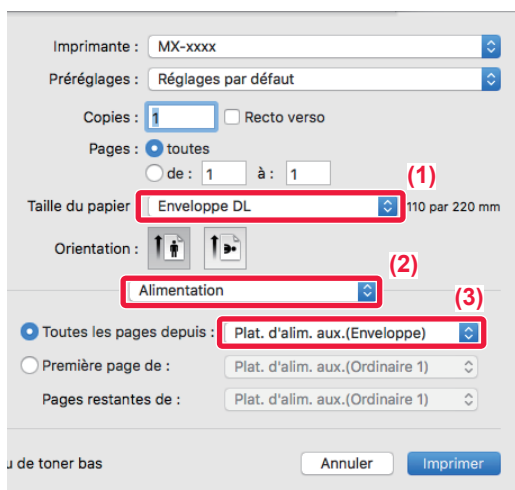 Imprimante : MX-xxxx
Préréglages : Réglages par défaut
Copies : 1 Recto verso
Pages : toutes
de : 1 à : 1
(1)
Taille du papier Enveloppe DL 110 par 220 mm
Orientation :
(2)
Alimentation
(3)
Toutes les pages depuis : Plat. d'alim. aux.(Enveloppe)
Première page de : Plat. d'alim. aux.(Ordinaire 1)
Pages restantes de : Plat. d'alim. aux.(Ordinaire 1)
u de toner bas Annuler Imprimer